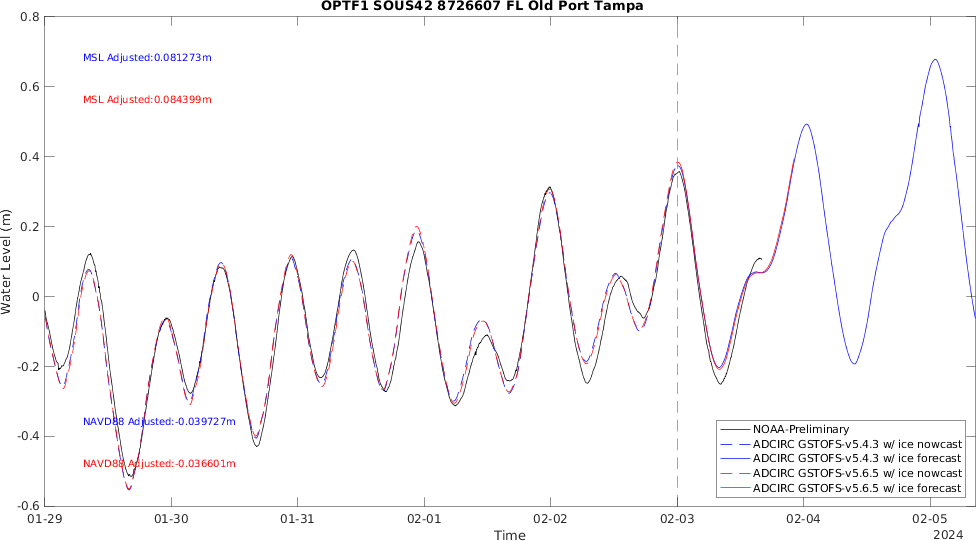 OPTF1 SOUS42 8726607 FL Old Port Tampa
0.8
0.6
0.4
0.2
0
-0.2
-0.4
-0.6
Water Level (m)
MSL Adjusted:0.081273m
MSL Adjusted:0.084399m
NAVD88 Adjusted:-0.039727m
NAVD88 Adjusted:-0.036601m
NOAA-Preliminary
ADCIRC GSTOFS-v5.4.3 w/ ice nowcast
ADCIRC GSTOFS-v5.4.3 w/ ice forecast
ADCIRC GSTOFS-v5.6.5 w/ ice nowcast
ADCIRC GSTOFS-v5.6.5 w/ ice forecast
01-29 01-30 01-31 02-01 02-02 02-03 02-04 02-05
Time
2024